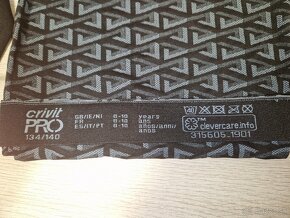 crivit
PRO
134/140
GB/IE/NI 8-10 years
FR 8-10 ans
ES/IT/PT 8-10 años/anni/
anos
40
clevercare.info
315605_1901